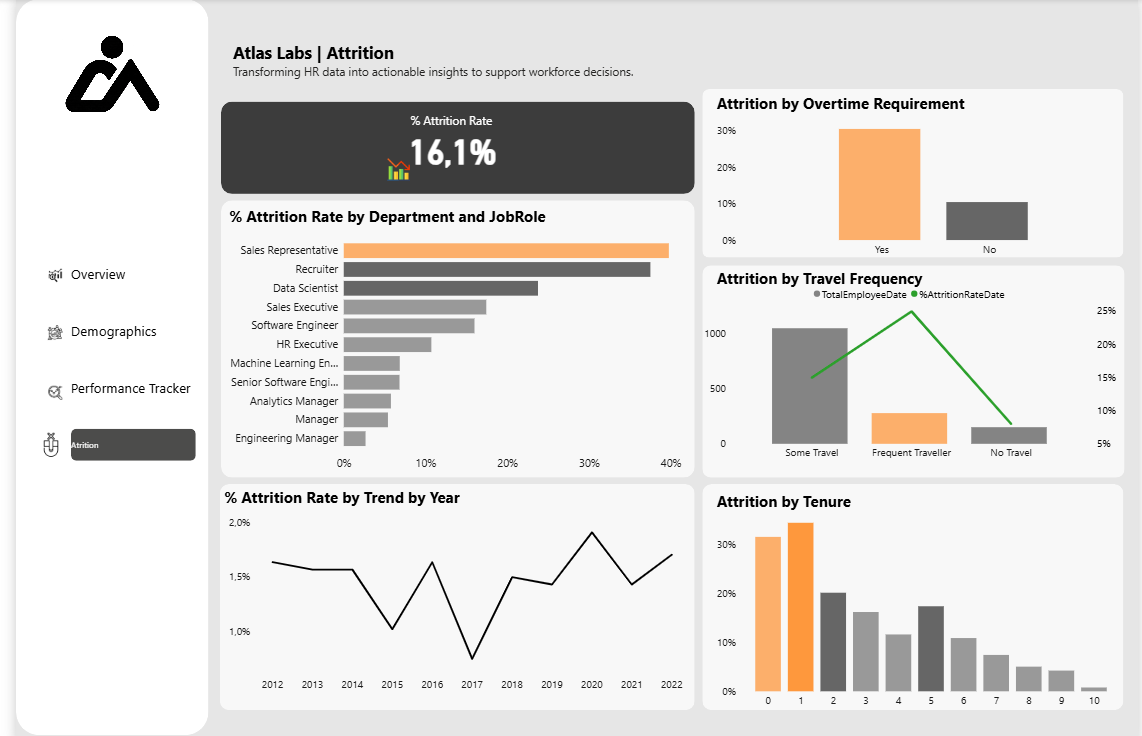 Atlas Labs | Attrition
Transforming HR data into actionable insights to support workforce decisions.
Overview
Demographics
Performance Tracker
Atrition
% Attrition Rate
16,1%
% Attrition Rate by Department and JobRole
Sales Representative
Recruiter
Data Scientist
Sales Executive
Software Engineer
HR Executive
Machine Learning En...
Senior Software Engi...
Analytics Manager
Manager
Engineering Manager
0% 10% 20% 30% 40%
% Attrition Rate by Trend by Year
2,0%
1,5%
1,0%
2012 2013 2014 2015 2016 2017 2018 2019 2020 2021 2022
Attrition by Overtime Requirement
30%
20%
10%
0%
Yes No
Attrition by Travel Frequency
TotalEmployeeDate %AttritionRateDate
1000
500
0
25%
20%
15%
10%
5%
Some Travel Frequent Traveller No Travel
Attrition by Tenure
30%
20%
10%
0%
0 1 2 3 4 5 6 7 8 9 10